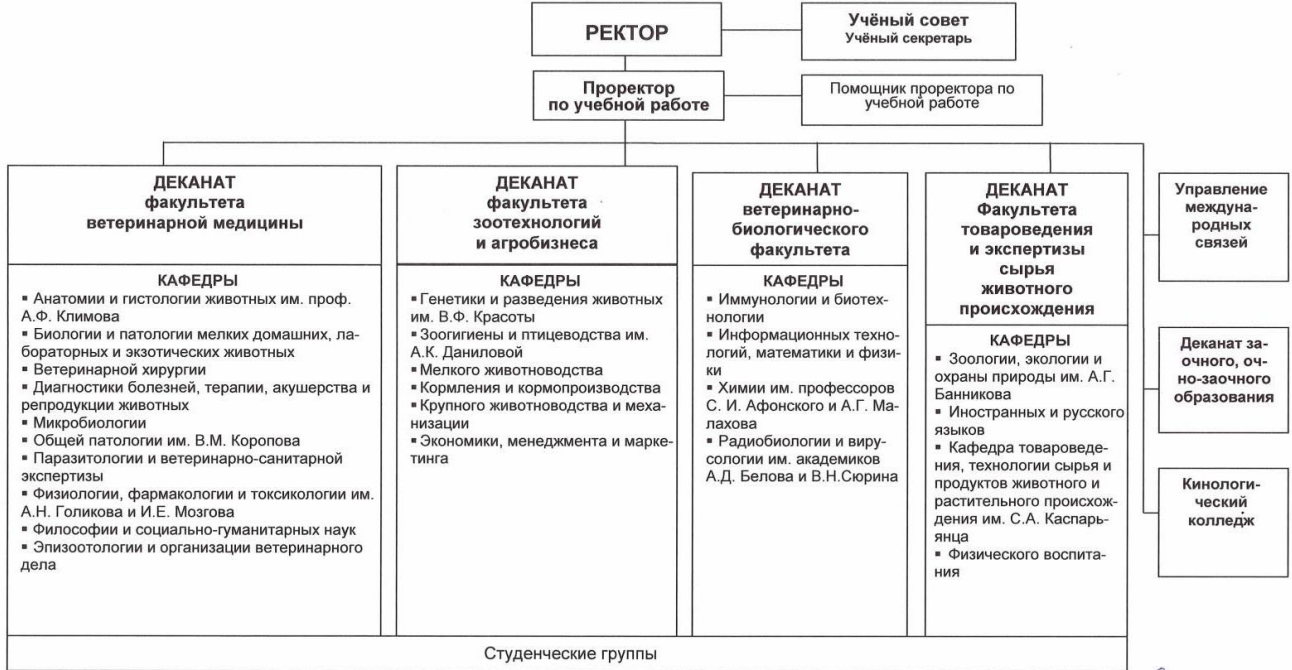 РЕКТОР
Учёный совет
Учёный секретарь
Проректор
по учебной работе
Помощник проректора по
учебной работе
ДЕКАНАТ
факультета
ветеринарной медицины
КАФЕДРЫ
▪ Анатомии и гистологии животных им. проф.
А.Ф. Климова
▪ Биологии и патологии мелких домашних, ла-
бораторных и экзотических животных
▪ Ветеринарной хирургии
▪ Диагностики болезней, терапии, акушерства и
репродукции животных
▪ Микробиологии
▪ Общей патологии им. В.М. Коропова
▪ Паразитологии и ветеринарно-санитарной
экспертизы
▪ Физиологии, фармакологии и токсикологии им.
А.Н. Голикова и И.Е. Мозгова
▪ Философии и социально-гуманитарных наук
▪ Эпизоотологии и организации ветеринарного
дела
ДЕКАНАТ
факультета
зоотехнологий
и агробизнеса
КАФЕДРЫ
▪ Генетики и разведения животных
им. В.Ф. Красоты
▪ Зоогигиены и птицеводства им.
А.К. Даниловой
▪ Мелкого животноводства
▪ Кормления и кормопроизводства
▪ Крупного животноводства и меха-
низации
▪ Экономики, менеджмента и марке-
тинга
ДЕКАНАТ
ветеринарно-
биологического
факультета
КАФЕДРЫ
▪ Иммунологии и биотех-
нологии
▪ Информационных техно-
логий, математики и физи-
ки
▪ Химии им. профессоров
С. И. Афонского и А.Г. Ма-
лахова
▪ Радиобологии и виру-
сологии им. академиков
А.Д. Белова и В.Н.Сюрина
ДЕКАНАТ
Факультета
товароведения
и экспертизы
сырья
животного
происхождения
КАФЕДРЫ
▪ Зоологии, экологии и
охраны природы им. А.Г.
Банникова
▪ Иностранных и русского
языков
▪ Кафедра товароведе-
ния, технологии сырья и
продуктов животного и
растительного происхож-
дения им. С.А. Каспарь-
янца
▪ Физического воспита-
ния
Управление
междуна-
родных
связей
Деканат за-
очного, оч-
но-заочного
образования
Кинологи-
ческий
колледж
Студенческие группы